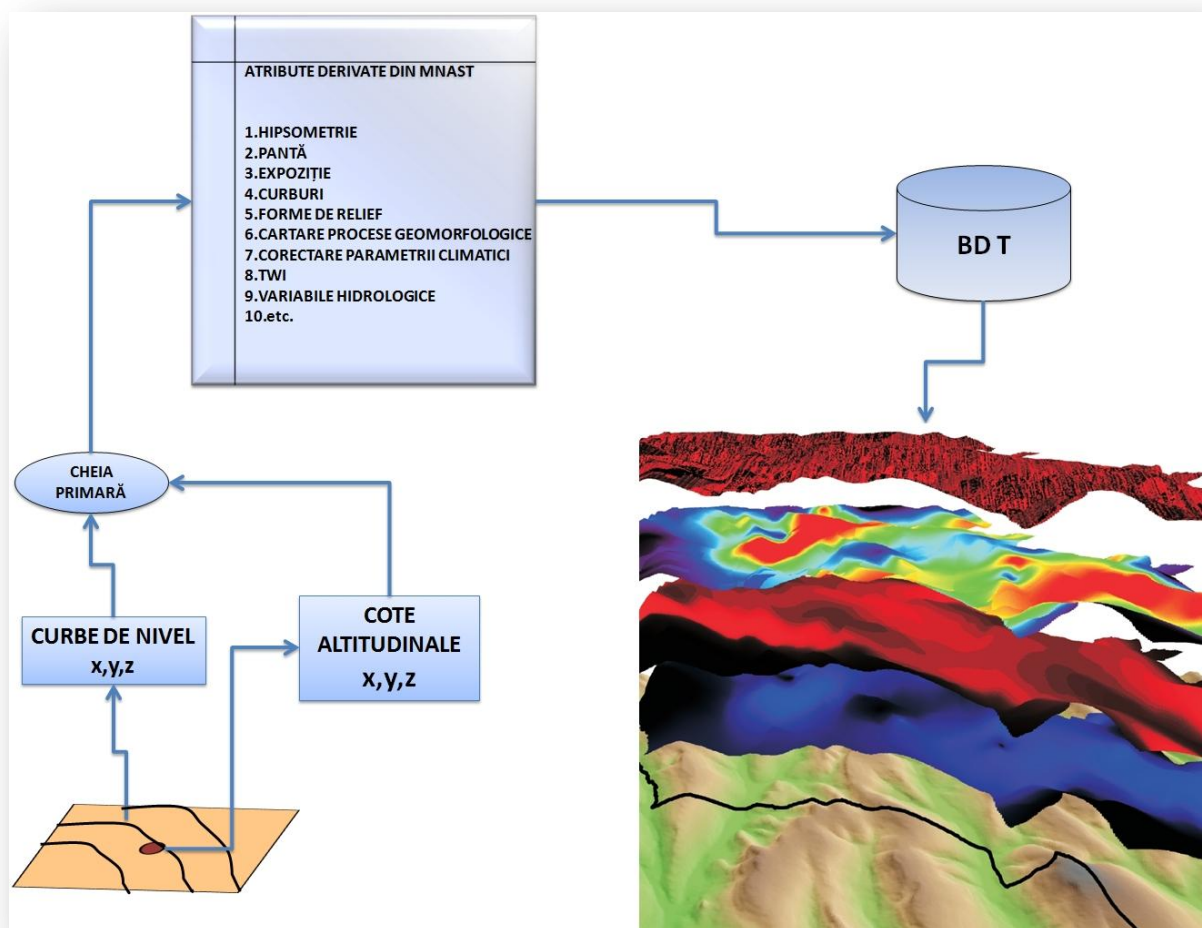 ATRIBUTE DERIVATE DIN MNAST
1.HIPSOMETRIE
2.PANTĂ
3.EXPOZIȚIE
4.CURBURI
5.FORME DE RELIEF
6.CARTARE PROCESE GEOMORFOLOGICE
7.CORECTARE PARAMETRII CLIMATICI
8.TWI
9.VARIABILE HIDROLOGICE
10.etc.
BD T
CHEIA
PRIMARĂ
CURBE DE NIVEL
x,y,z
COTE
ALTITUDINALE
x,y,z